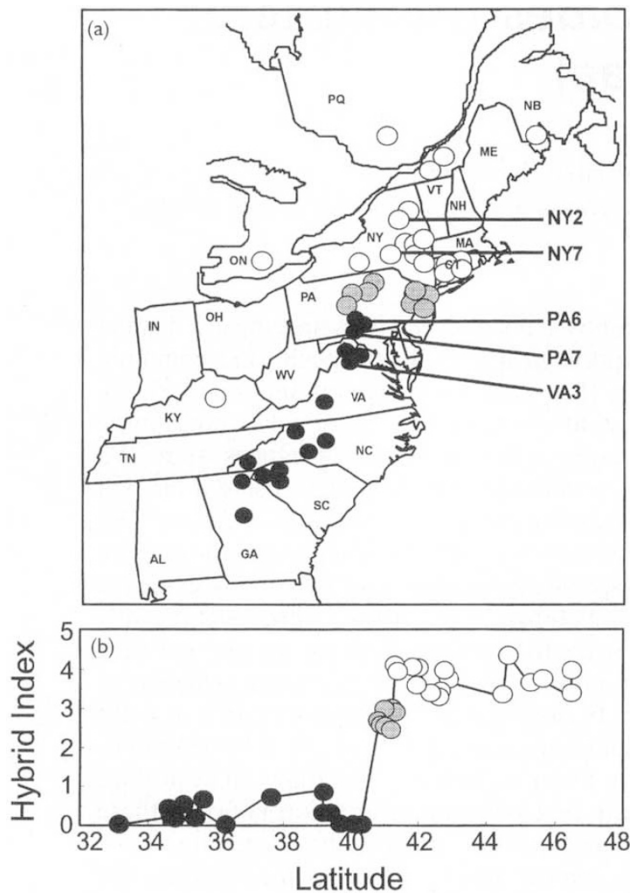 (a)
PQ
NB
ME
VT
NH
NY
MA
ON
CT
PA
OH
IN
WV
KY
VA
TN
NC
SC
AL
GA
NY2
NY7
PA6
PA7
VA3
(b)
Hybrid Index
5
4
3
2
1
0
32 34 36 38 40 42 44 46 48
Latitude